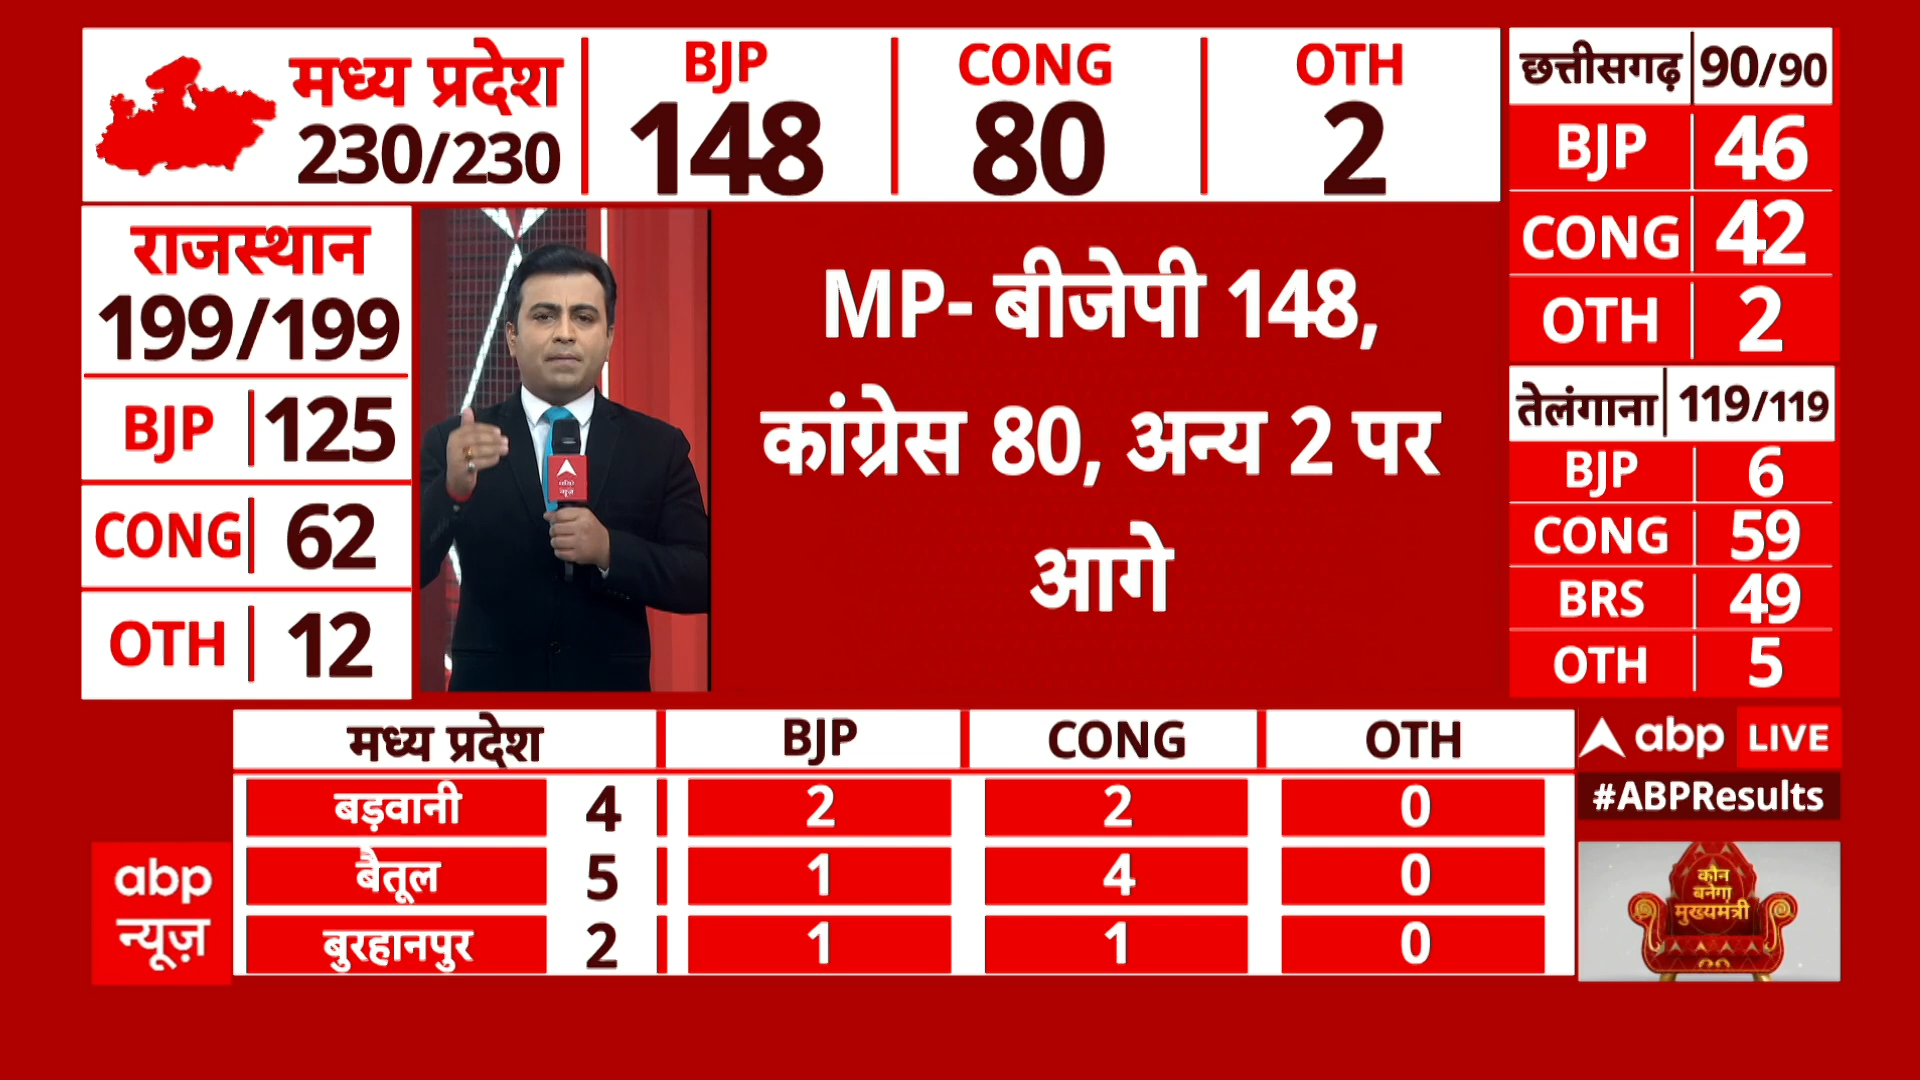 मध्य प्रदेश
230/230
BJP
148
CONG
80
OTH
2
छत्तीसगढ़ 90/90
BJP 46
CONG 42
OTH 2
राजस्थान
199/199
BJP 125
CONG 62
OTH 12
एबीपी
न्यूज़
MP- बीजेपी 148,
कांग्रेस 80, अन्य 2 पर
आगे
तेलंगाना 119/119
BJP 6
CONG 59
BRS 49
OTH 5
मध्य प्रदेश BJP CONG OTH
बड़वानी 4 2 2 0
बैतूल 5 1 4 0
बुरहानपुर 2 1 1 0
abp LIVE
#ABPResults
abp
न्यूज़
कौन
बनेगा
मुख्यमंत्री